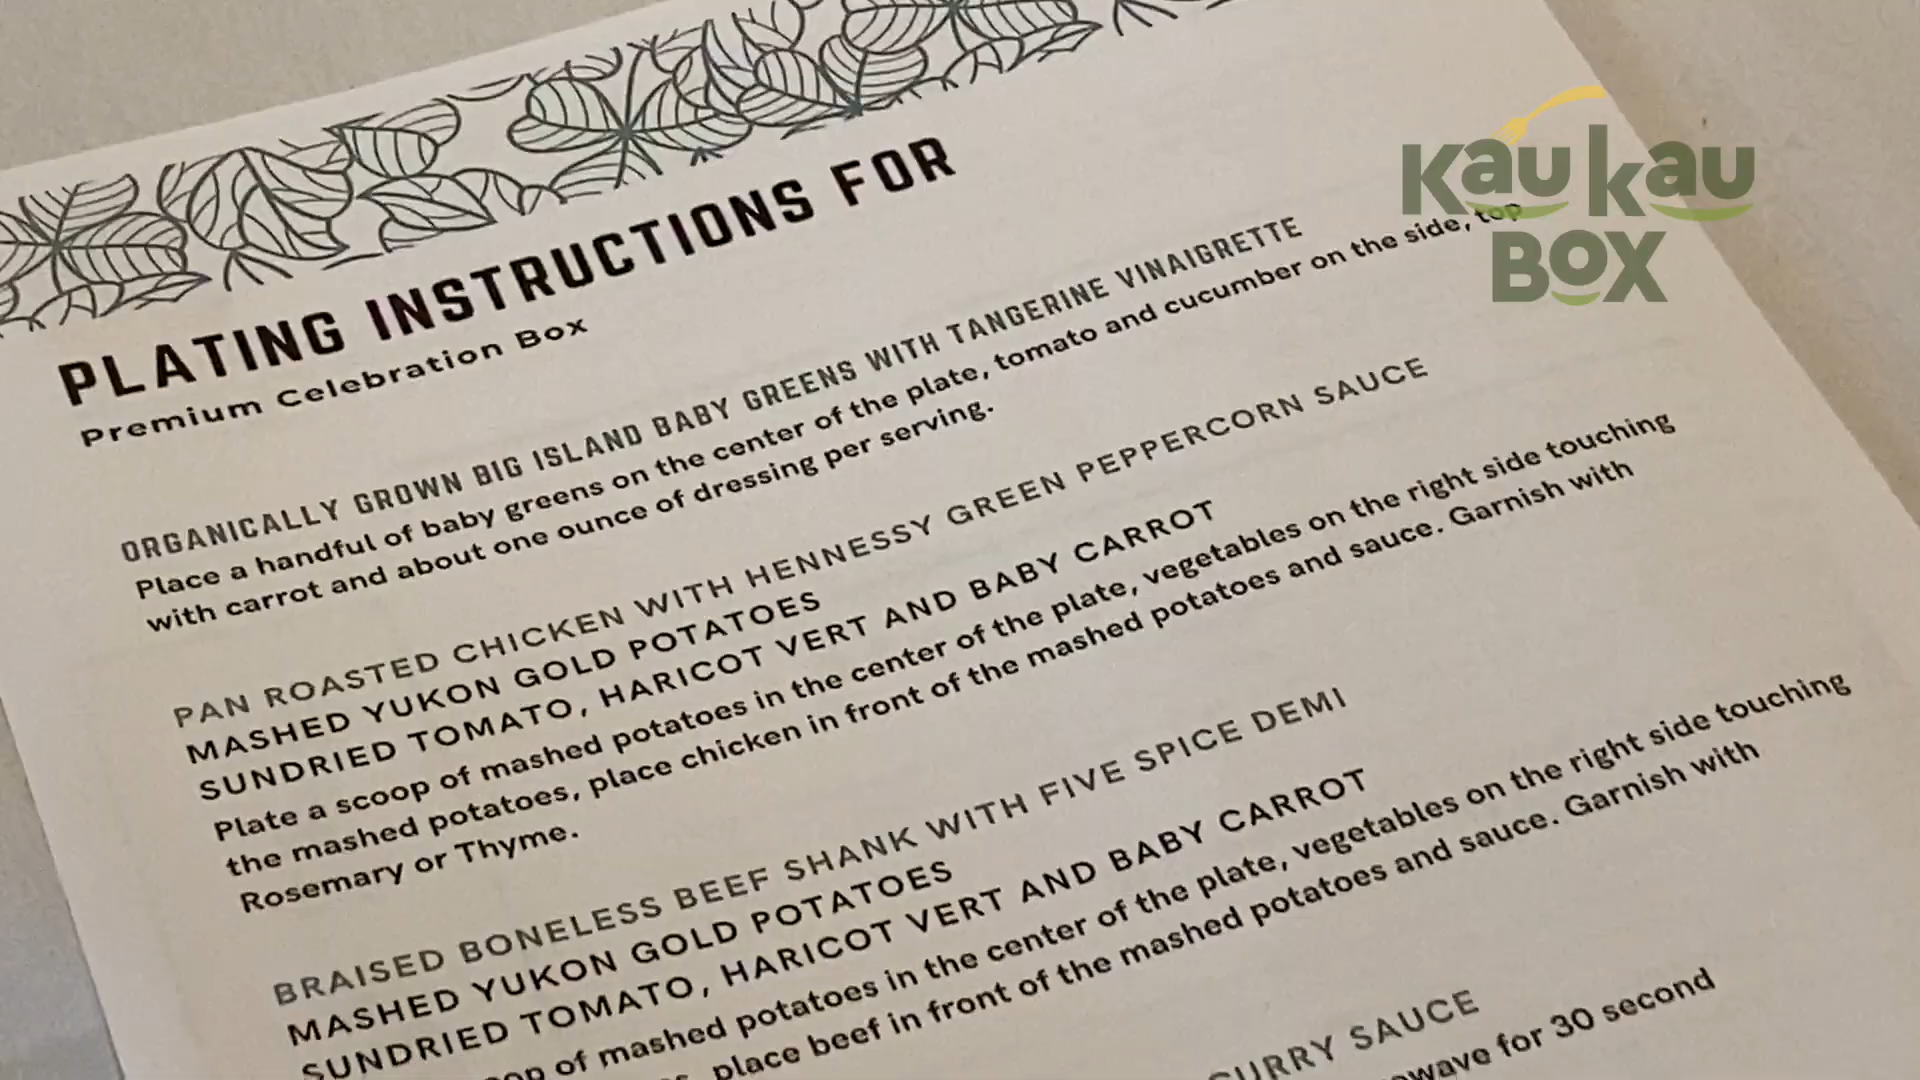 Kau kau
BOX
PLATING INSTRUCTIONS FOR
Premium Celebration Box
ORGANICALLY GROWN BIG ISLAND BABY GREENS WITH TANGERINE VINAIGRETTE
Place a handful of baby greens on the center of the plate, tomato and cucumber on the side, top
with carrot and about one ounce of dressing per serving.
PAN ROASTED CHICKEN WITH HENNESSY GREEN PEPPERCORN SAUCE
MASHED YUKON GOLD POTATOES
SUNDRIED TOMATO, HARICOT VERT AND BABY CARROT
Plate a scoop of mashed potatoes in the center of the plate, vegetables on the right side touching
the mashed potatoes, place chicken in front of the mashed potatoes and sauce. Garnish with
Rosemary or Thyme.
BRAISED BONELESS BEEF SHANK WITH FIVE SPICE DEMI
MASHED YUKON GOLD POTATOES
SUNDRIED TOMATO, HARICOT VERT AND BABY CARROT
of mashed potatoes in the center of the plate, vegetables on the right side touching
place beef in front of the mashed potatoes and sauce. Garnish with
CURRY SAUCE
for 30 second